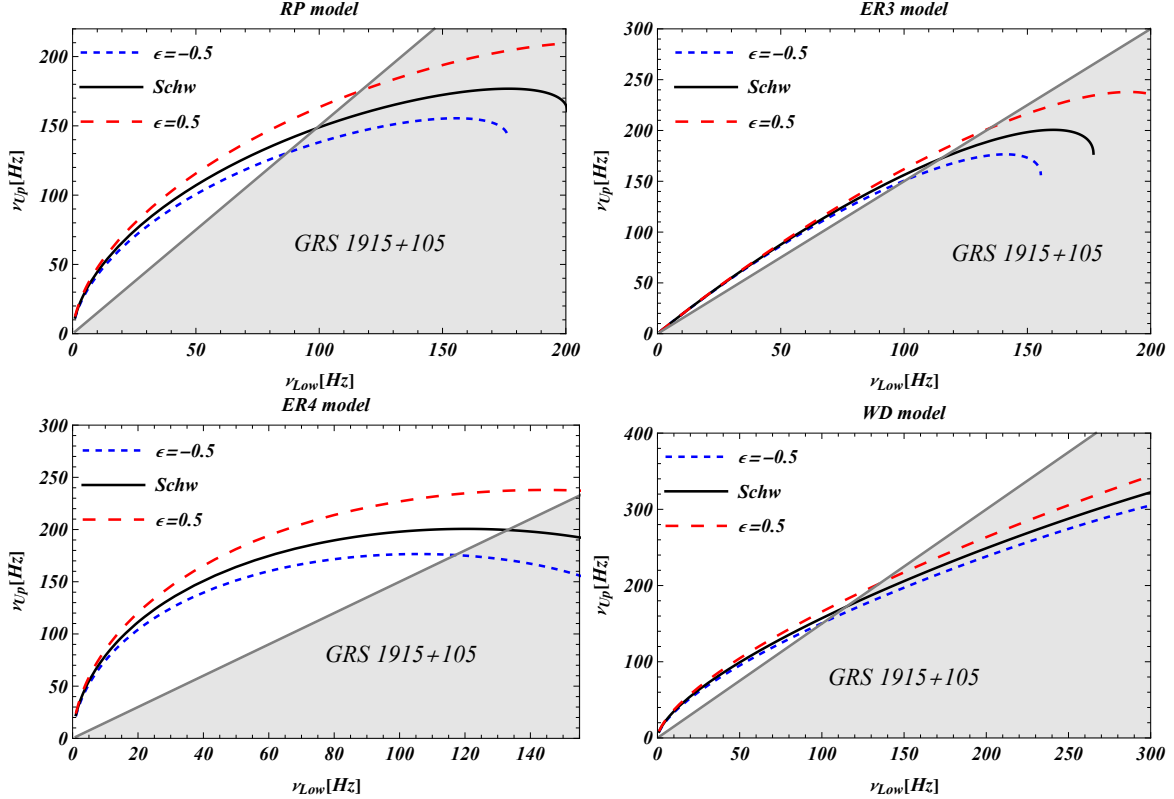 RP model
ϵ=-0.5
Schw
ϵ=0.5
GRS 1915+105
ν_Up[Hz]
200
150
100
50
0
0 50 100 150 200
ν_Low[Hz]
ER3 model
ϵ=-0.5
Schw
ϵ=0.5
GRS 1915+105
ν_Up[Hz]
300
250
200
150
100
50
0
0 50 100 150 200
ν_Low[Hz]
ER4 model
ϵ=-0.5
Schw
ϵ=0.5
GRS 1915+105
ν_Up[Hz]
300
250
200
150
100
50
0
0 20 40 60 80 100 120 140
ν_Low[Hz]
WD model
ϵ=-0.5
Schw
ϵ=0.5
GRS 1915+105
ν_Up[Hz]
400
300
200
100
0
0 50 100 150 200 250 300
ν_Low[Hz]